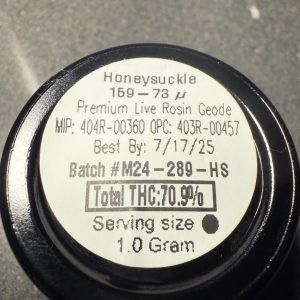 Honeysuckle
159-73 μ
Premium Live Rosin Geode
MIP: 404R-00360 OPC: 403R-00457
Best By: 7/17/25
Batch #M24-289-HS
Total THC:70.9%
Serving size
1.0 Gram